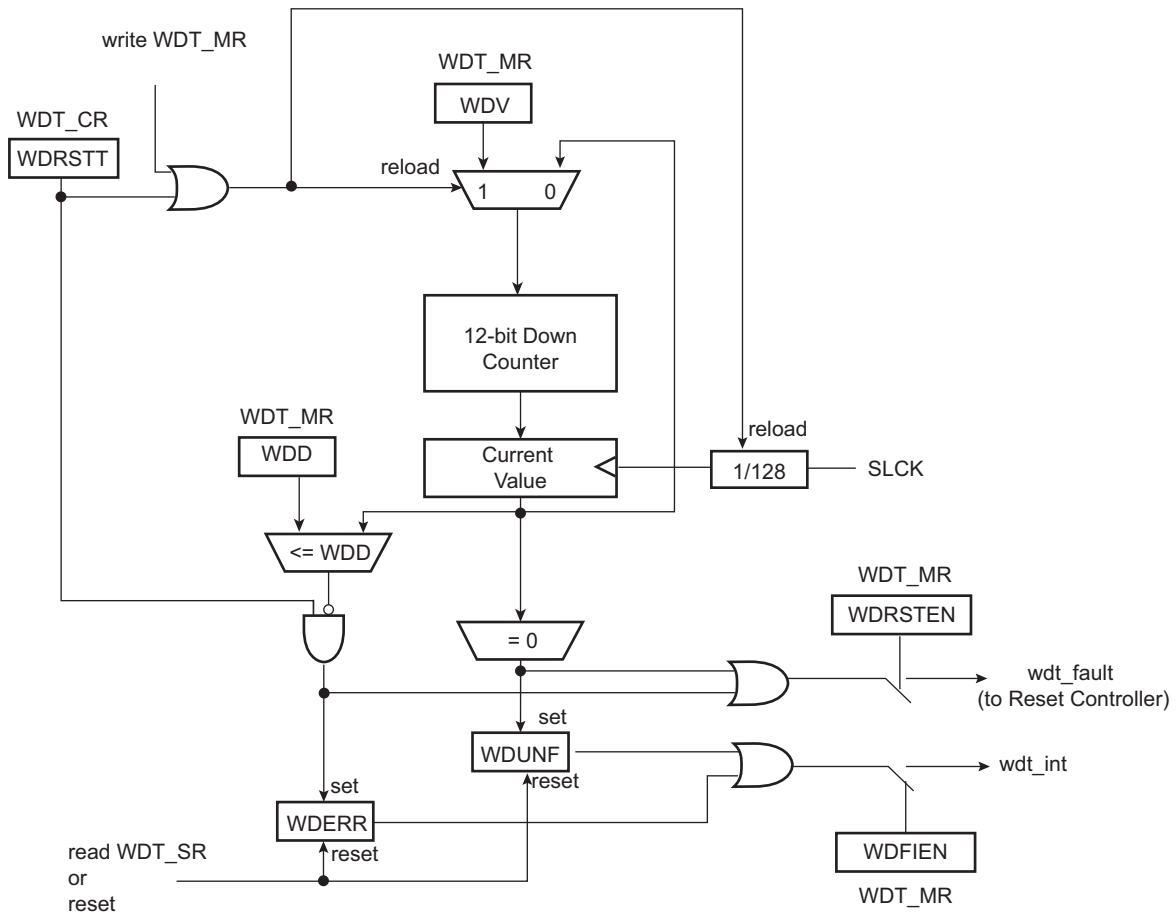 write WDT_MR
WDT_MR
WDV
WDT_CR
WDRSTT
reload
1 0
12-bit Down
Counter
WDT_MR
WDD
Current
Value
reload
1/128
SLCK
<= WDD
WDT_MR
WDRSTEN
= 0
wdt_fault
(to Reset Controller)
set
WDUNF
reset
wdt_int
set
WDERR
reset
read WDT_SR
or
reset
WDFIEN
WDT_MR